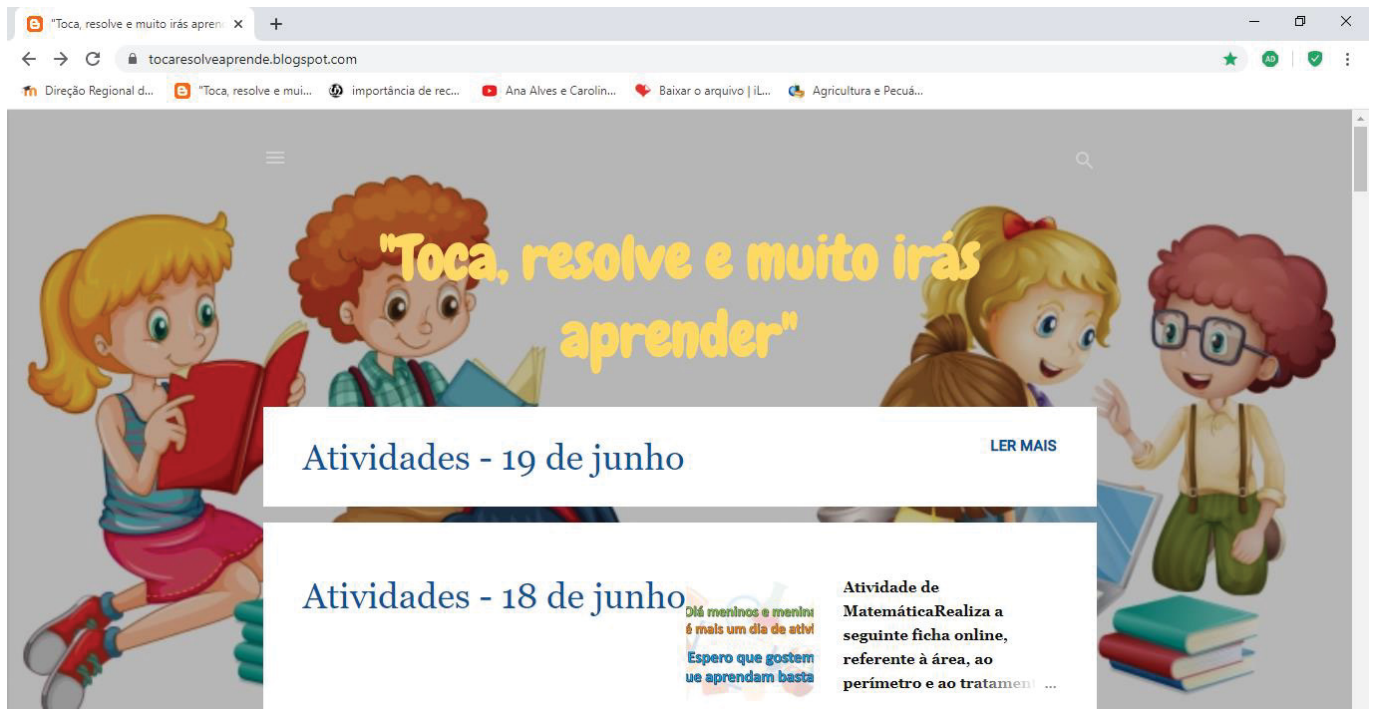 "Toca, resolve e muito irás apren
tocaresolveaprende.blogspot.com
AD
Direção Regional d... "Toca, resolve e mui... importância de rec... Ana Alves e Carolin... Baixar o arquivo | iL... Agricultura e Pecuá...
"Toca, resolve e muito irás
aprender"
Atividades - 19 de junho
LER MAIS
Atividades - 18 de junho
Olá meninos e menin
é mais um dia de ativi
Espero que gostem
ue aprendam basta
Atividade de
MatemáticaRealiza a
seguinte ficha online,
referente à área, ao
perímetro e ao tratament ...